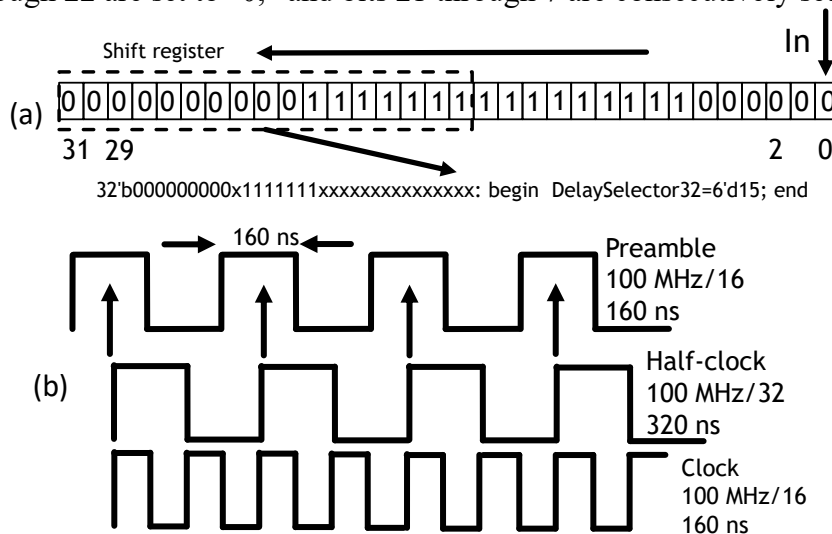 22 are set to "0," and bits 21 through 7 are consecutively
Shift register
In
(a)
0 0 0 0 0 0 0 0 0 0 1 1 1 1 1 1 1 1 1 1 1 1 1 1 1 1 0 0 0 0 0 0
31 29 2 0
32'b000000000x1111111xxxxxxxxxxxxxxx: begin DelaySelector32=6'd15; end
160 ns
Preamble
100 MHz/16
160 ns
(b)
Half-clock
100 MHz/32
320 ns
Clock
100 MHz/16
160 ns